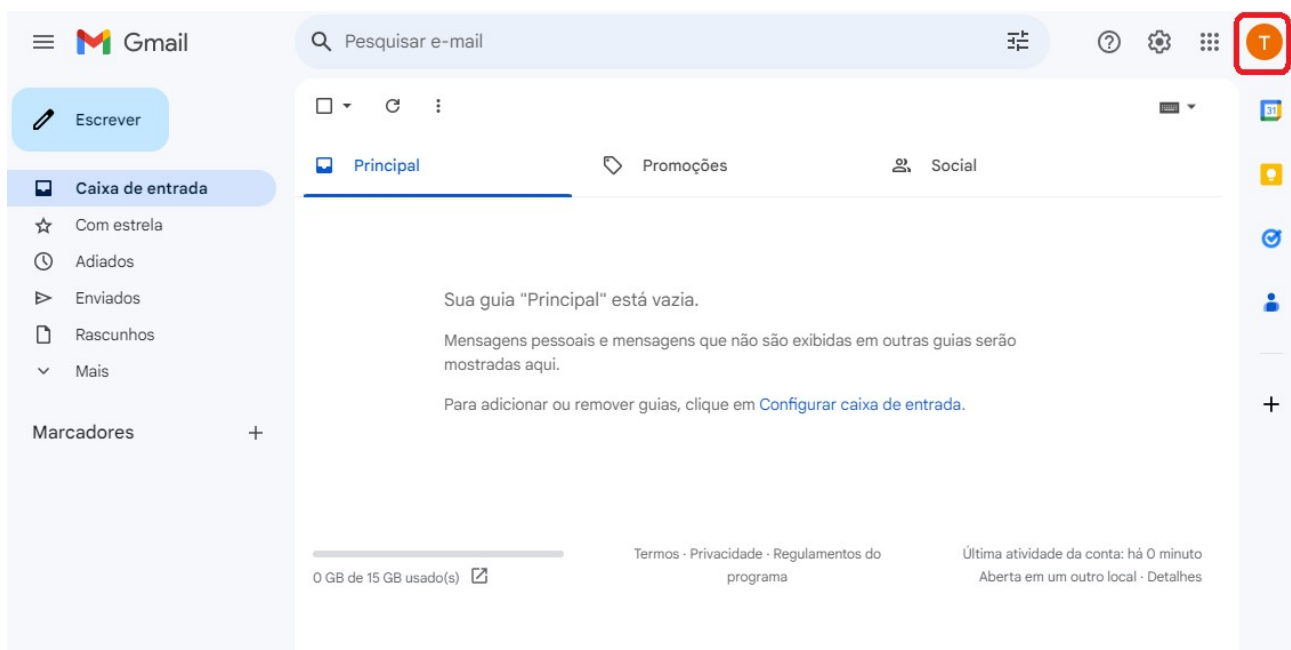 Gmail
Pesquisar e-mail
T
Escrever
Caixa de entrada
Com estrela
Adiados
Enviados
Rascunhos
Mais
Marcadores
Principal
Promoções
Social
31
Sua guia "Principal" está vazia.
Mensagens pessoais e mensagens que não são exibidas em outras guias serão
mostradas aqui.
Para adicionar ou remover guias, clique em Configurar caixa de entrada.
0 GB de 15 GB usado(s)
Termos · Privacidade · Regulamentos do
programa
Última atividade da conta: há 0 minuto
Aberta em um outro local · Detalhes